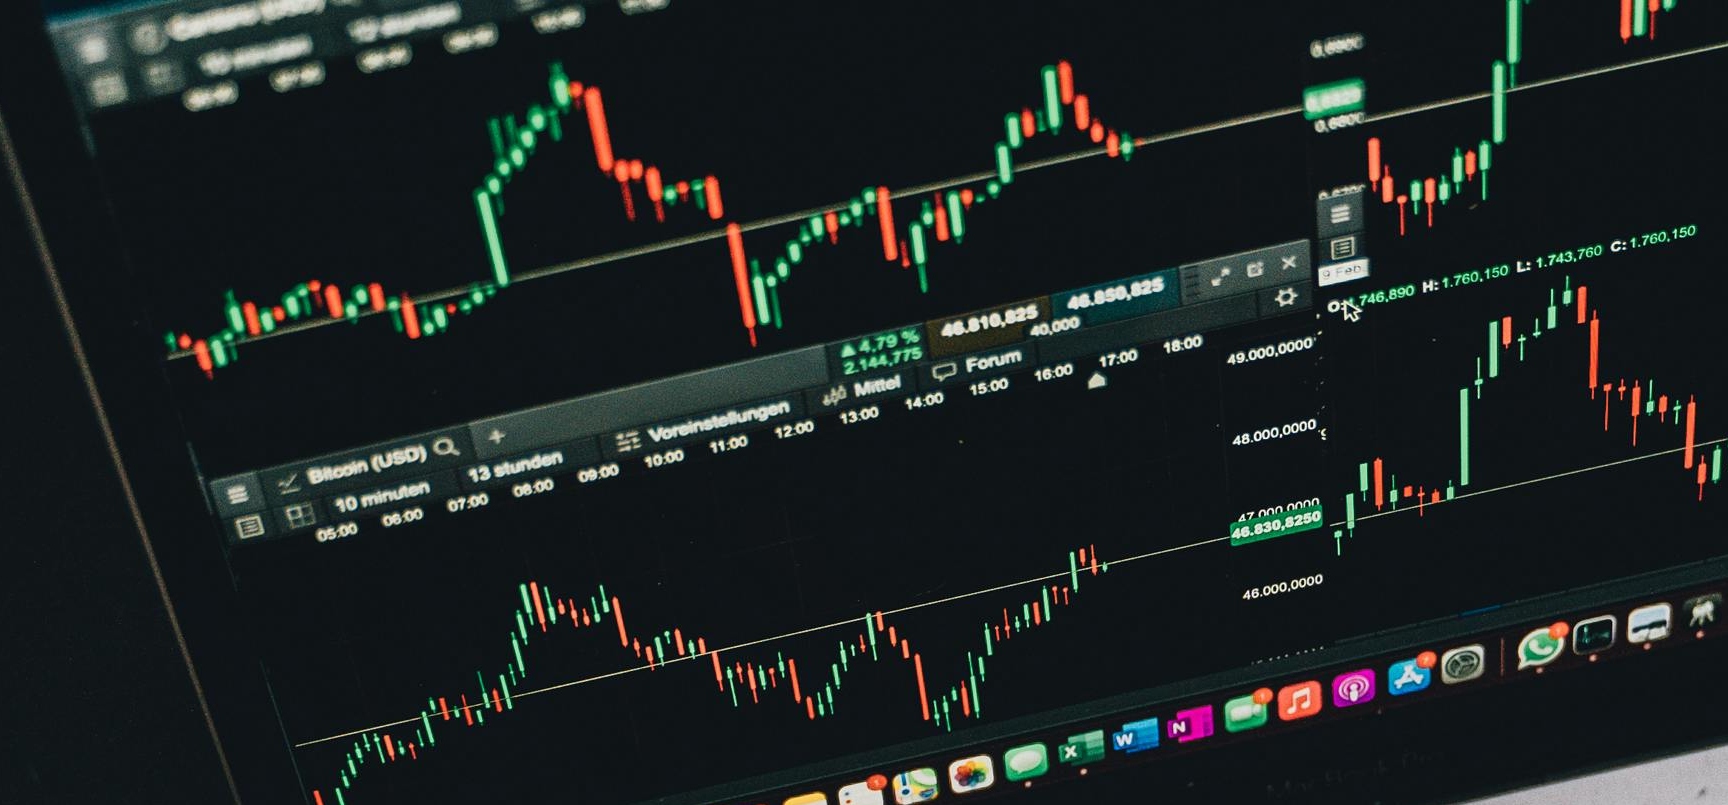 10 minuten
12 stunden
0,6900
0,6800
9 Feb
O: 1.746,890 H: 1.760,150 L: 1.743,760 C: 1.760,150
▲ 4,79 %
2.144,775
46.810,825
40,000
46.850,825
Bitcoin (USD)
+
Voreinstellungen
Mittel
Forum
10 minuten
13 stunden
05:00 06:00 07:00 08:00 09:00 10:00 11:00 12:00 13:00 14:00 15:00 16:00 17:00 18:00
49.000,0000
48.000,0000
47.000,0000
46.830,8250
46.000,0000
X
W
N